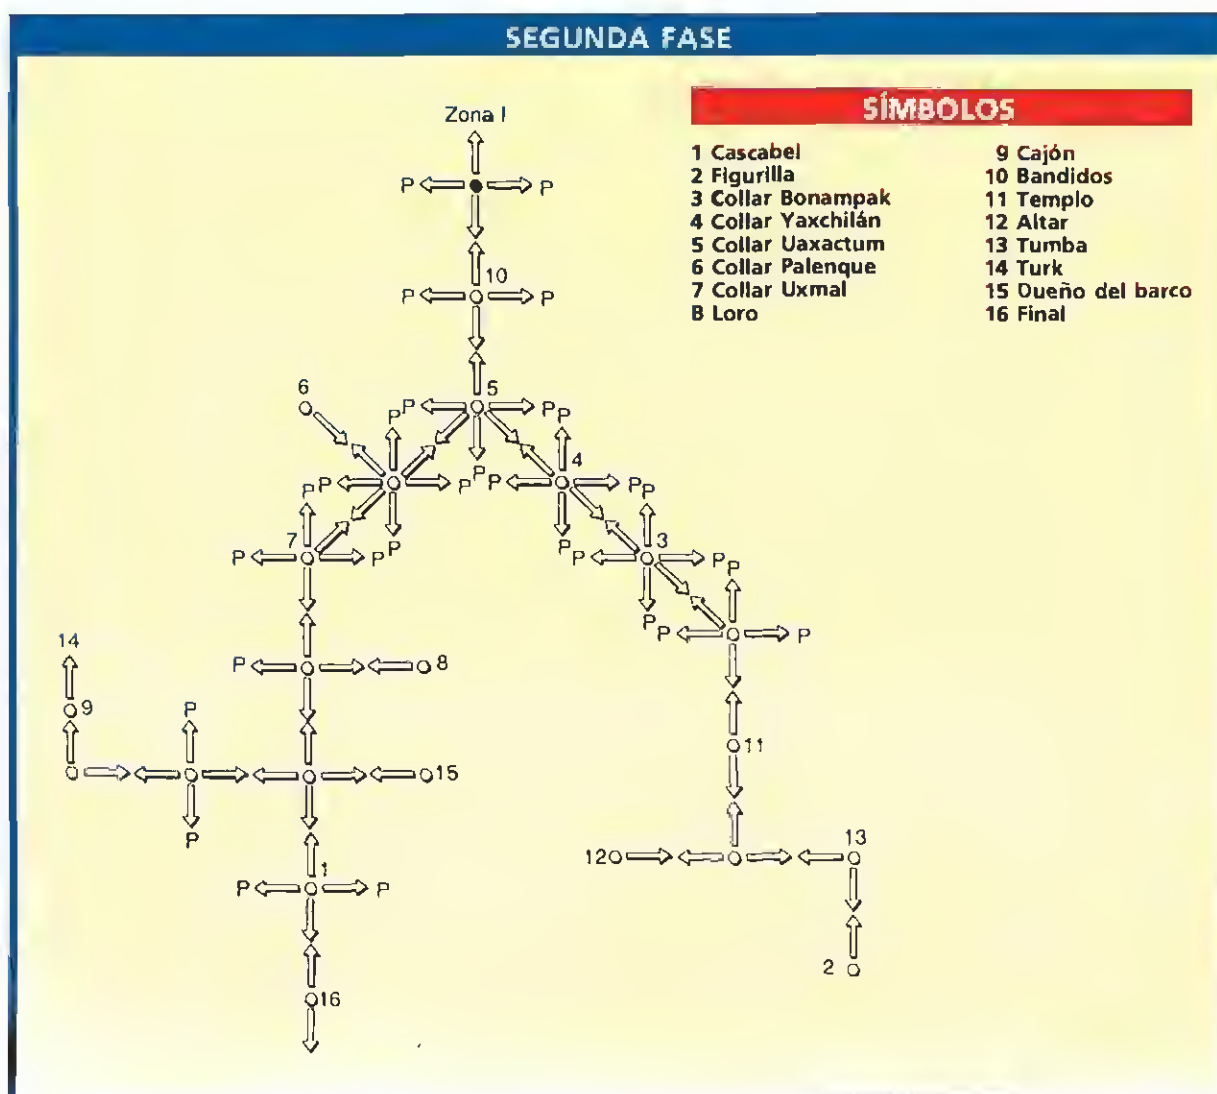 SEGUNDA FASE
SÍMBOLOS
1 Cascabel
2 Figurilla
3 Collar Bonampak
4 Collar Yaxchilán
5 Collar Uaxactum
6 Collar Palenque
7 Collar Uxmal
8 Loro
9 Cajón
10 Bandidos
11 Templo
12 Altar
13 Tumba
14 Turk
15 Dueño del barco
16 Final
Zona I
P P
10
P P
6 5
P P P P
4
P P P P P P
P P P
7 3
P P P P P P
P P P
14
P 8
9 P
15 11
P
12 13
1
P P
2
16